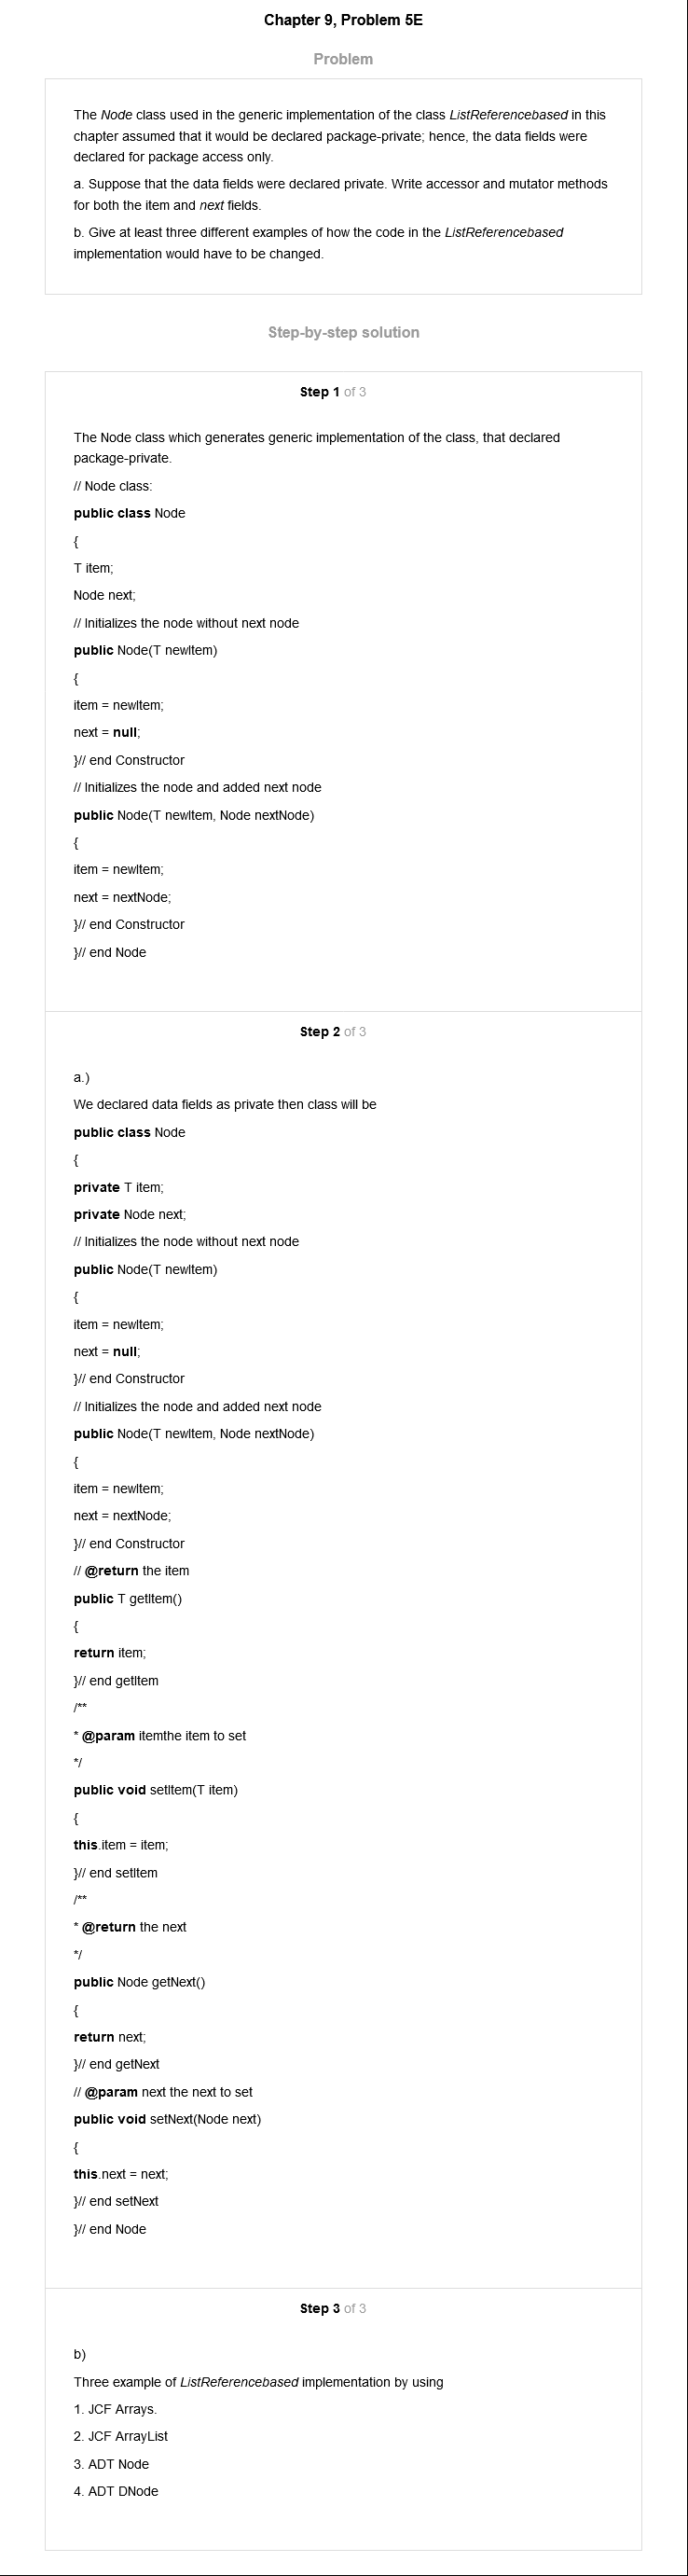 Chapter 9, Problem 5E
Problem
The Node class used in the generic implementation of the class ListReferencebased in this
chapter assumed that it would be declared package-private; hence, the data fields were
declared for package access only.
a. Suppose that the data fields were declared private. Write accessor and mutator methods
for both the item and next fields.
b. Give at least three different examples of how the code in the ListReferencebased
implementation would have to be changed.
Step-by-step solution
Step 1 of 3
The Node class which generates generic implementation of the class, that declared
package-private.
// Node class:
public class Node
{
T item;
Node next;
// Initializes the node without next node
public Node(T newItem)
{
item = newItem;
next = null;
}// end Constructor
// Initializes the node and added next node
public Node(T newItem, Node nextNode)
{
item = newItem;
next = nextNode;
}// end Constructor
}// end Node
Step 2 of 3
a.)
We declared data fields as private then class will be
public class Node
{
private T item;
private Node next;
// Initializes the node without next node
public Node(T newItem)
{
item = newItem;
next = null;
}// end Constructor
// Initializes the node and added next node
public Node(T newItem, Node nextNode)
{
item = newItem;
next = nextNode;
}// end Constructor
// @return the item
public T getItem()
{
return item;
}// end getItem
/**
* @param itemthe item to set
*/
public void setItem(T item)
{
this.item = item;
}// end setItem
/**
* @return the next
*/
public Node getNext()
{
return next;
}// end getNext
// @param next the next to set
public void setNext(Node next)
{
this.next = next;
}// end setNext
}// end Node
Step 3 of 3
b)
Three example of ListReferencebased implementation by using
1. JCF Arrays.
2. JCF ArrayList
3. ADT Node
4. ADT DNode